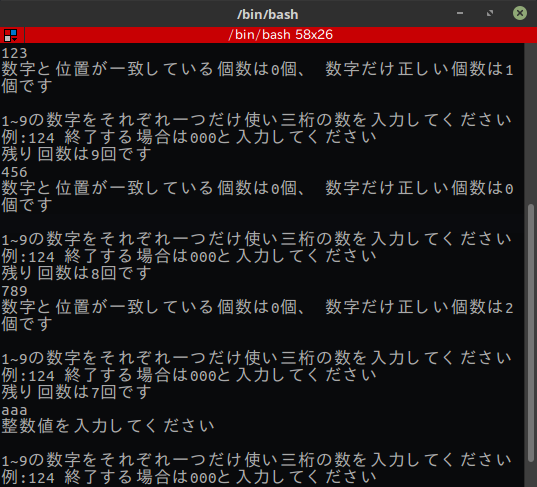 /bin/bash
/bin/bash 58x26
123
数字と位置が一致している個数は0個、 数字だけ正しい個数は1
個です
1~9の数字をそれぞれ一つだけ使い三桁の数を入力してください
例:124 終了する場合は000と入力してください
残り回数は9回です
456
数字と位置が一致している個数は0個、 数字だけ正しい個数は0
個です
1~9の数字をそれぞれ一つだけ使い三桁の数を入力してください
例:124 終了する場合は000と入力してください
残り回数は8回です
789
数字と位置が一致している個数は0個、 数字だけ正しい個数は2
個です
1~9の数字をそれぞれ一つだけ使い三桁の数を入力してください
例:124 終了する場合は000と入力してください
残り回数は7回です
aaa
整数値を入力してください
1~9の数字をそれぞれ一つだけ使い三桁の数を入力してください
例:124 終了する場合は000と入力してください